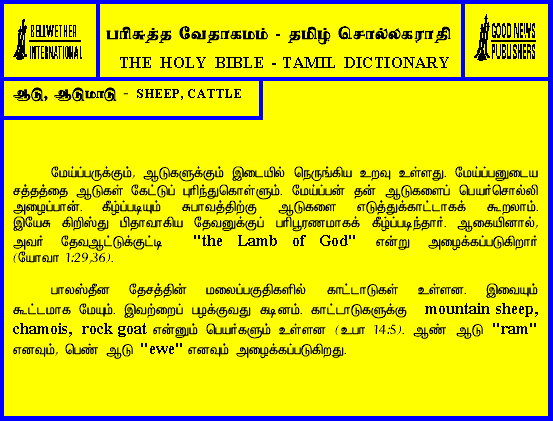 BELLWETHER
INTERNATIONAL
பரிசுத்த வேதாகமம் - தமிழ் சொல்லகராதி
THE HOLY BIBLE - TAMIL DICTIONARY
GOOD NEWS
PUBLISHERS
ஆடு, ஆடுமாடு - SHEEP, CATTLE
மேய்ப்பருக்கும், ஆடுகளுக்கும் இடையில் நெருங்கிய உறவு உள்ளது. மேய்ப்பனுடைய
சத்தத்தை ஆடுகள் கேட்டுப் புரிந்துகொள்ளும். மேய்ப்பன் தன் ஆடுகளைப் பெயர்சொல்லி
அழைப்பான். கீழ்ப்படியும் சுபாவத்திற்கு ஆடுகளை எடுத்துக்காட்டாகக் கூறலாம்.
இயேசு கிறிஸ்து பிதாவாகிய தேவனுக்குப் பரிபூரணமாகக் கீழ்ப்படிந்தார். ஆகையினால்,
அவர் தேவஆட்டுக்குட்டி "the Lamb of God" என்று அழைக்கப்படுகிறார்
(யோவா 1:29,36).
பாலஸ்தீன தேசத்தின் மலைப்பகுதிகளில் காட்டாடுகள் உள்ளன. இவையும்
கூட்டமாக மேயும். இவற்றைப் பழக்குவது கடினம். காட்டாடுகளுக்கு mountain sheep,
chamois, rock goat என்னும் பெயர்களும் உள்ளன (உபா 14:5). ஆண் ஆடு "ram"
எனவும், பெண் ஆடு "ewe" எனவும் அழைக்கப்படுகிறது.